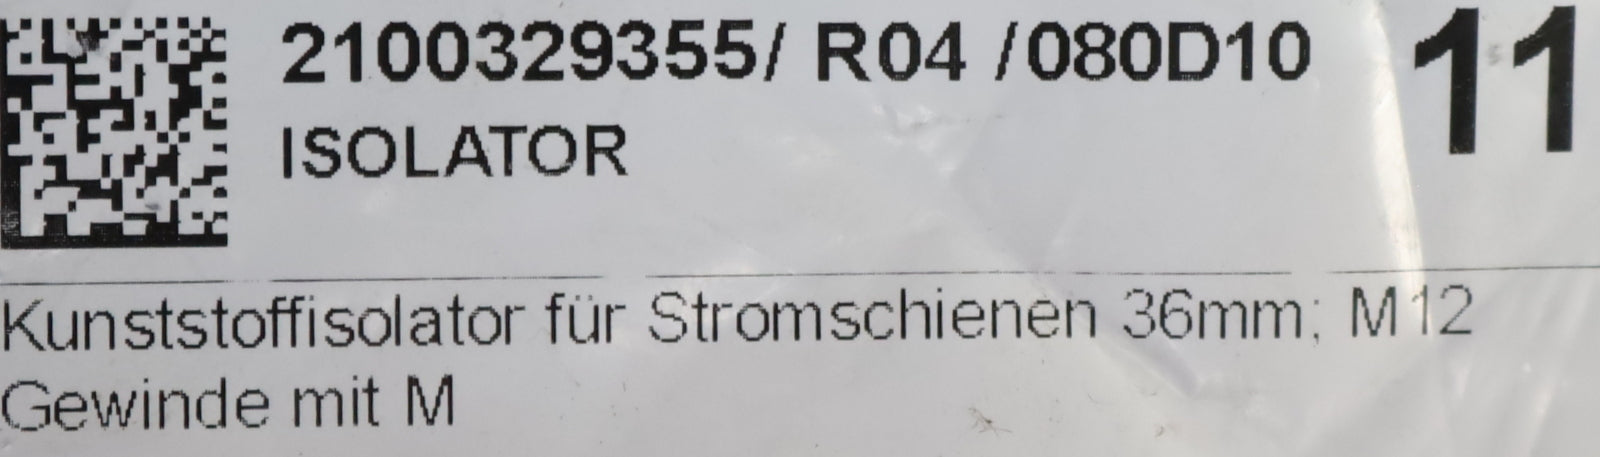 2100329355/ R04 /080D10 11
ISOLATOR
Kunststoffisolator für Stromschienen 36mm; M12
Gewinde mit M